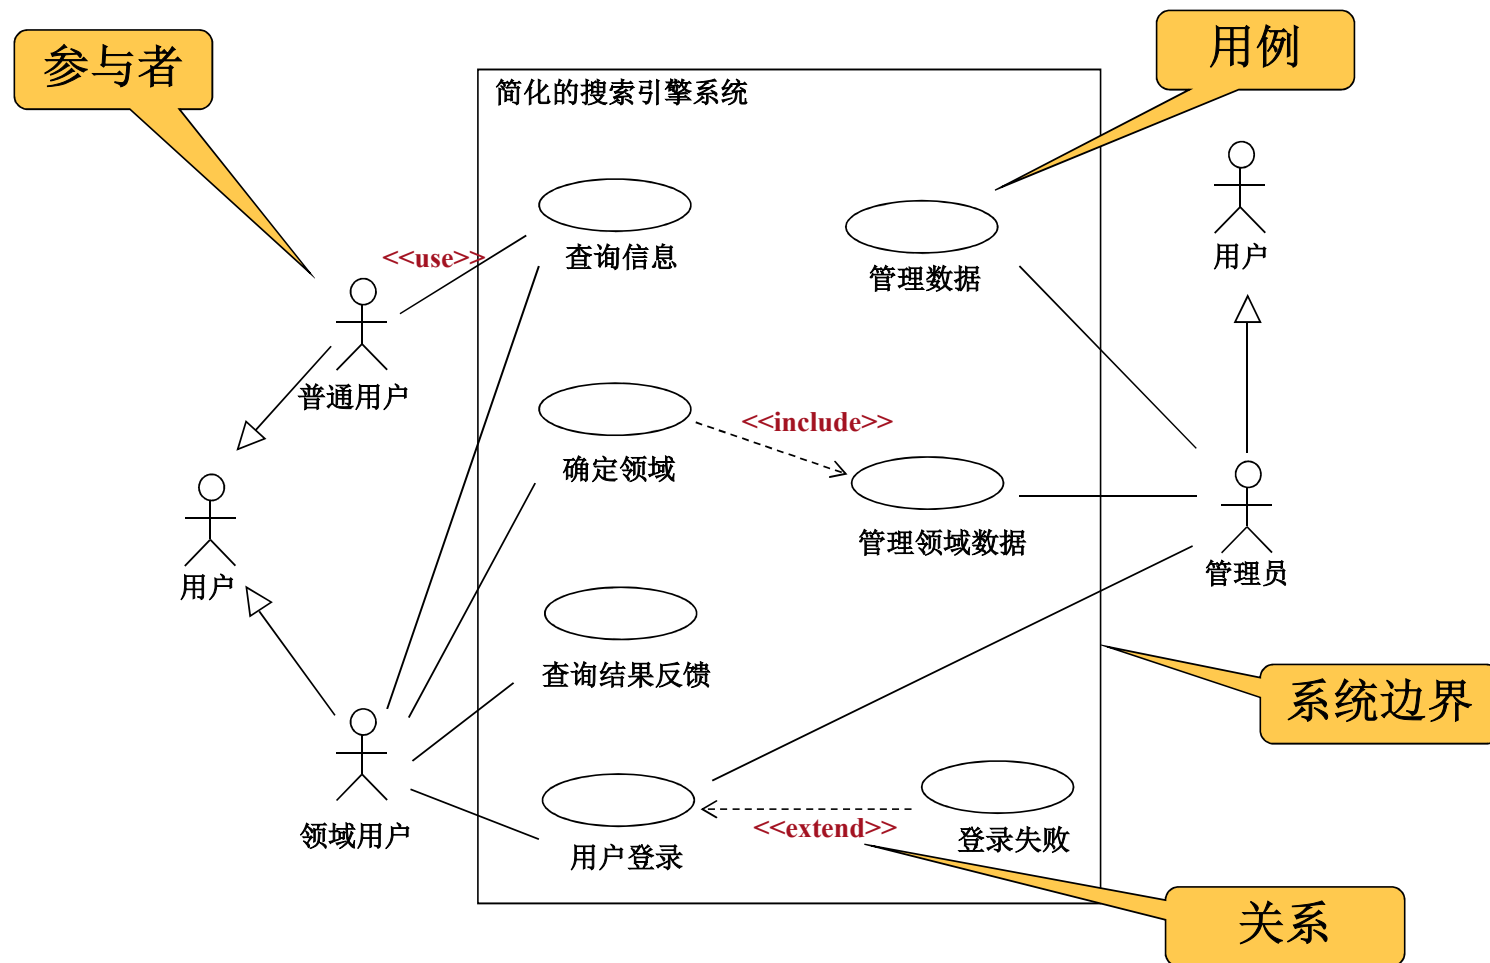 参与者
用例
简化的搜索引擎系统
<<use>>
查询信息
管理数据
用户
普通用户
<<include>>
确定领域
管理领域数据
用户
管理员
查询结果反馈
系统边界
领域用户
用户登录
<<extend>>
登录失败
关系